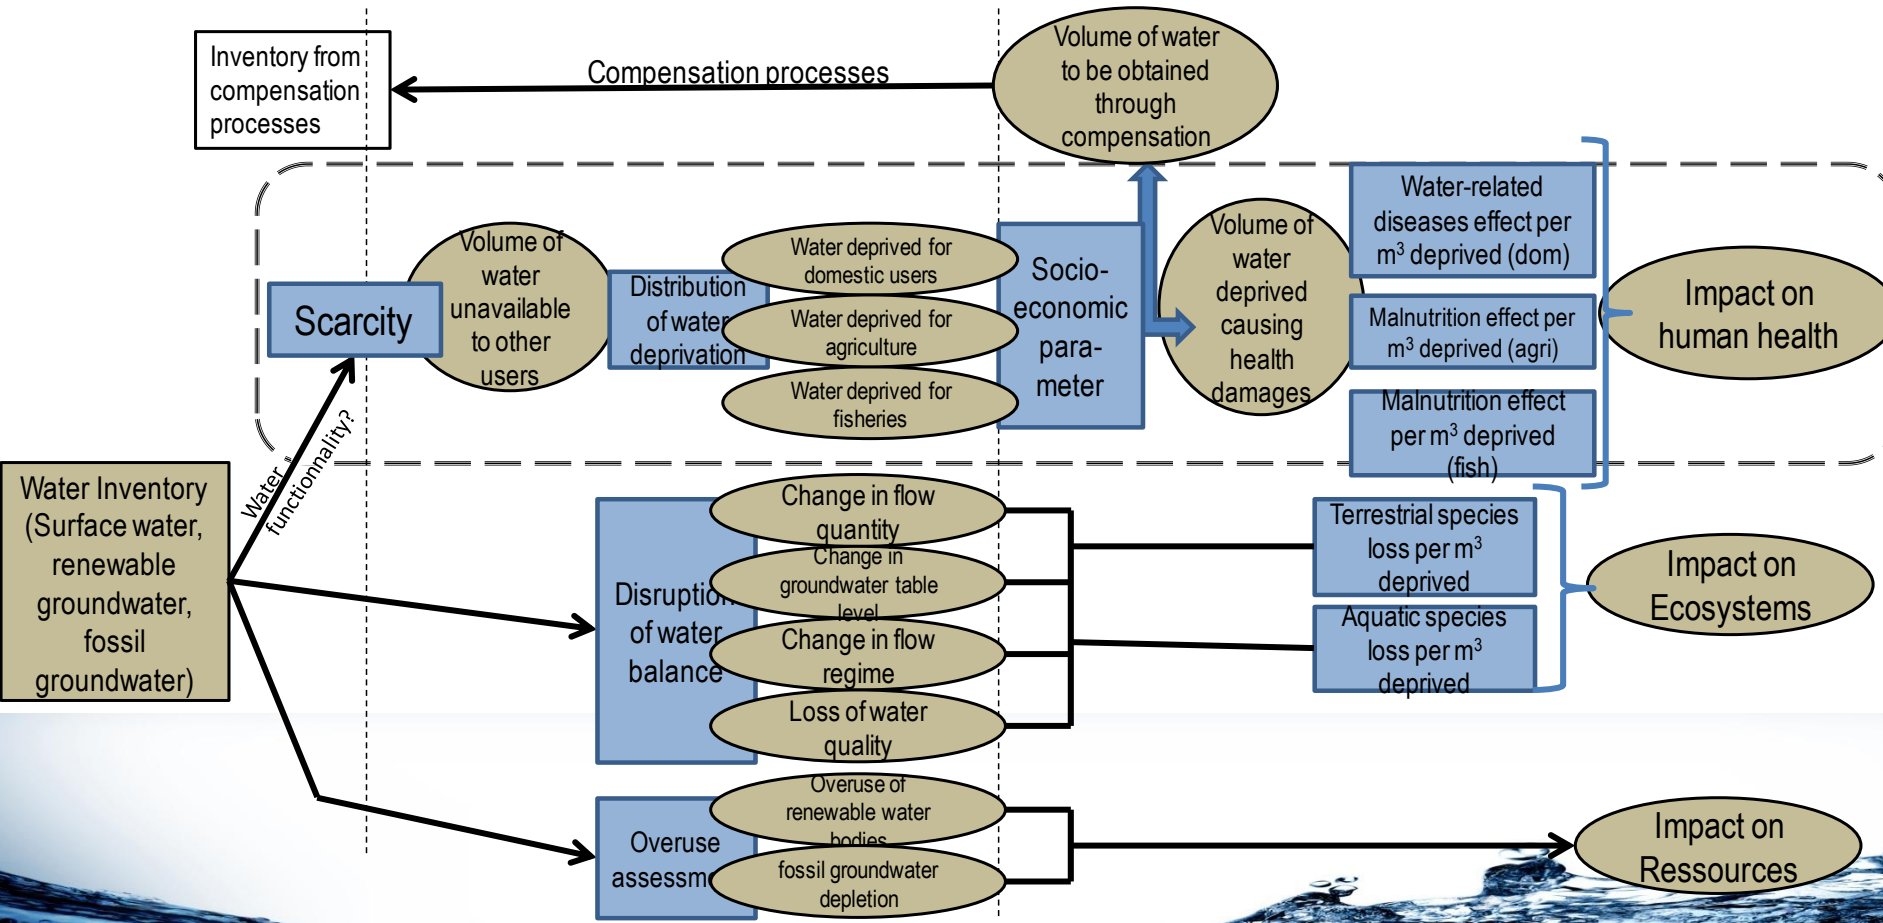 Inventory from
compensation
processes
Compensation processes
Volume of water
to be obtained
through
compensation
Scarcity
Volume of
water
unavailable
to other
users
Distribution
of water
deprivation
Water deprived for
domestic users
Water deprived for
agriculture
Water deprived for
fisheries
Socio-
economic
para-
meter
Volume of
water
deprived
causing
health
damages
Water-related
diseases effect per
m³ deprived (dom)
Malnutrition effect per
m³ deprived (agri)
Malnutrition effect
per m³ deprived
(fish)
Impact on
human health
Water
functionnality?
Water Inventory
(Surface water,
renewable
groundwater,
fossil
groundwater)
Disruption
of water
balance
Change in flow
quantity
Change in
groundwater table
level
Change in flow
regime
Loss of water
quality
Terrestrial species
loss per m³
deprived
Aquatic species
loss per m³
deprived
Impact on
Ecosystems
Overuse
assessm
Overuse of
renewable water
bodies
fossil groundwater
depletion
Impact on
Ressources